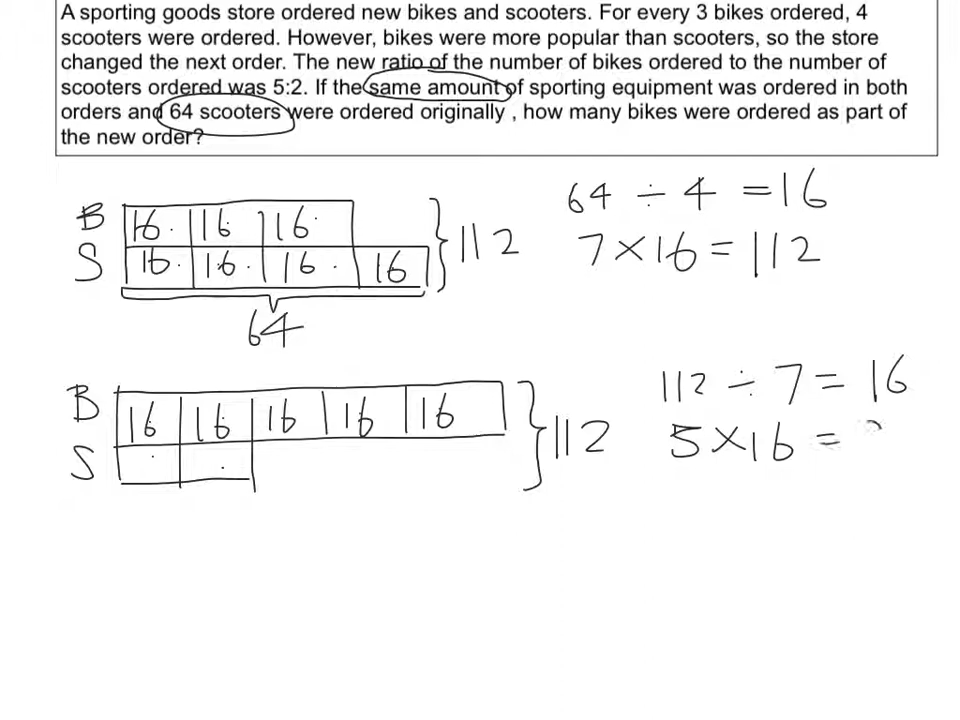 A sporting goods store ordered new bikes and scooters. For every 3 bikes ordered, 4
scooters were ordered. However, bikes were more popular than scooters, so the store
changed the next order. The new ratio of the number of bikes ordered to the number of
scooters ordered was 5:2. If the same amount of sporting equipment was ordered in both
orders and 64 scooters were ordered originally , how many bikes were ordered as part of
the new order?
64 ÷ 4 = 16
B 16 16 16
S 16 16 16 16 } 112
7 × 16 = 112
64
B 16 16 16 16 16
S } 112
112 ÷ 7 = 16
5 × 16 =